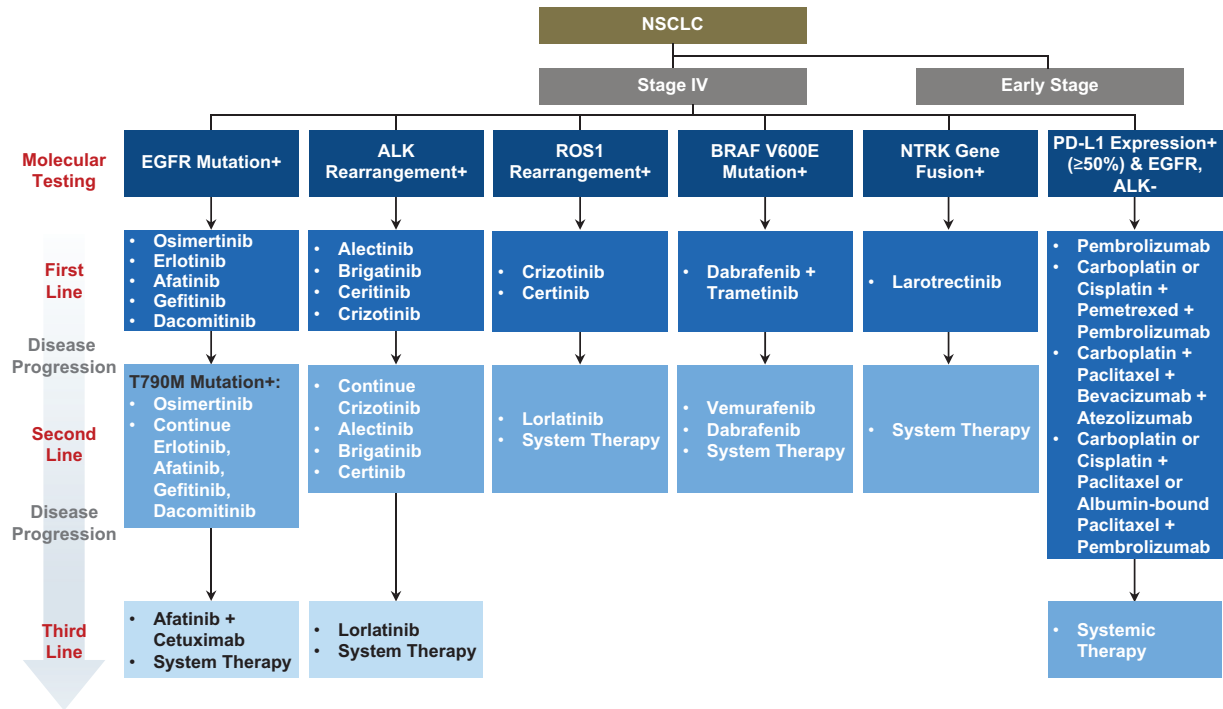 NSCLC
Stage IV
Early Stage
Molecular
Testing
EGFR Mutation+
ALK
Rearrangement+
ROS1
Rearrangement+
BRAF V600E
Mutation+
NTRK Gene
Fusion+
PD-L1 Expression+
(≥50%) & EGFR,
ALK-
First
Line
• Osimertinib
• Erlotinib
• Afatinib
• Gefitinib
• Dacomitinib
• Alectinib
• Brigatinib
• Ceritinib
• Crizotinib
• Crizotinib
• Certinib
• Dabrafenib +
Trametinib
• Larotrectinib
• Pembrolizumab
• Carboplatin or
Cisplatin +
Pemetrexed +
Pembrolizumab
• Carboplatin +
Paclitaxel +
Bevacizumab +
Atezolizumab
• Carboplatin or
Cisplatin +
Paclitaxel or
Albumin-bound
Paclitaxel +
Pembrolizumab
Disease
Progression
Second
Line
T790M Mutation+:
• Osimertinib
• Continue
Erlotinib,
Afatinib,
Gefitinib,
Dacomitinib
• Continue
Crizotinib
• Alectinib
• Brigatinib
• Certinib
• Lorlatinib
• System Therapy
• Vemurafenib
• Dabrafenib
• System Therapy
• System Therapy
Disease
Progression
Third
Line
• Afatinib +
Cetuximab
• System Therapy
• Lorlatinib
• System Therapy
• Systemic
Therapy